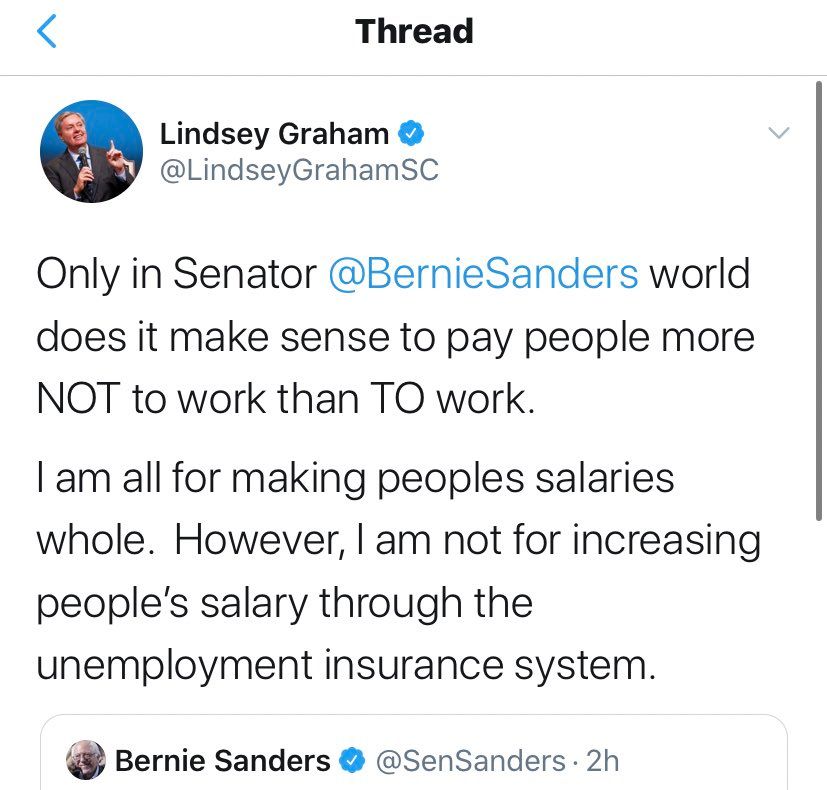 Thread
Lindsey Graham
@LindseyGrahamSC
Only in Senator @BernieSanders world
does it make sense to pay people more
NOT to work than TO work.
I am all for making peoples salaries
whole.  However, I am not for increasing
people’s salary through the
unemployment insurance system.
Bernie Sanders @SenSanders · 2h